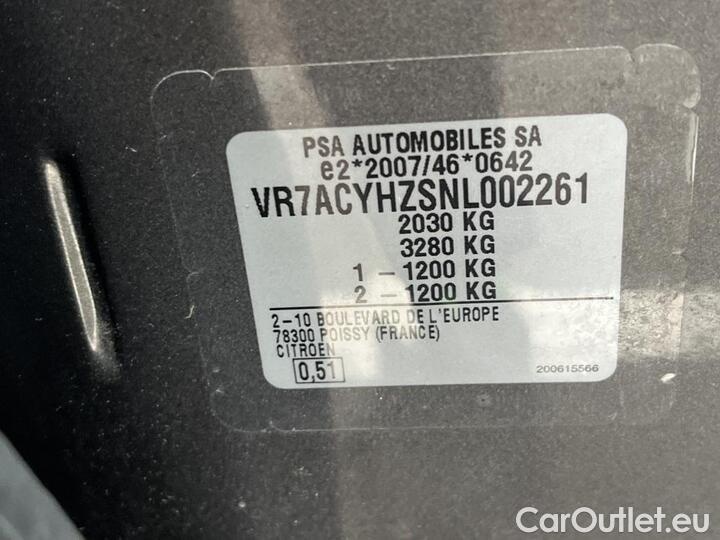 PSA AUTOMOBILES SA
e2*2007/46*0642
VR7ACYHZSNL002261
2030 KG
3280 KG
1 – 1200 KG
2 – 1200 KG
2–10 BOULEVARD DE L'EUROPE
78300 POISSY (FRANCE)
CITROEN
0,51
200615566
CarOutlet.eu